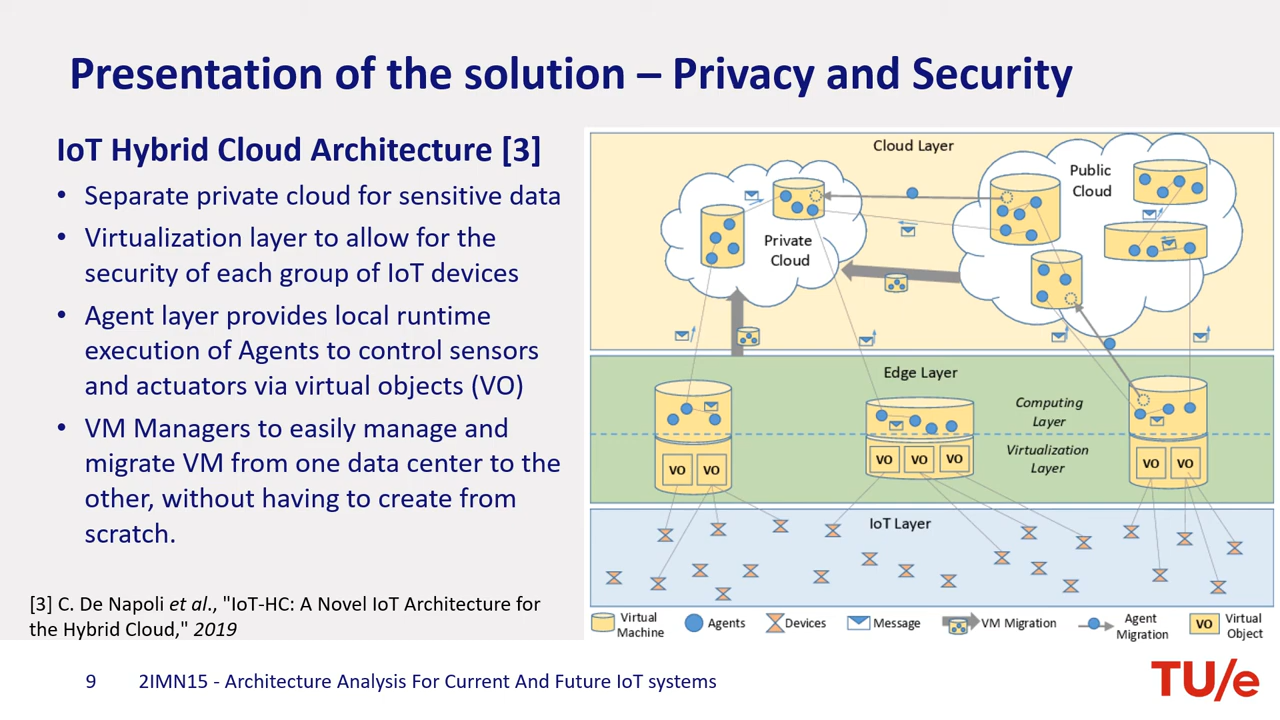 Presentation of the solution – Privacy and Security
IoT Hybrid Cloud Architecture [3]
• Separate private cloud for sensitive data
• Virtualization layer to allow for the
security of each group of IoT devices
• Agent layer provides local runtime
execution of Agents to control sensors
and actuators via virtual objects (VO)
• VM Managers to easily manage and
migrate VM from one data center to the
other, without having to create from
scratch.
[3] C. De Napoli et al., "IoT-HC: A Novel IoT Architecture for
the Hybrid Cloud," 2019
Cloud Layer
Public
Cloud
Private
Cloud
Edge Layer
Computing
Layer
Virtualization
Layer
VO VO
VO VO VO
VO VO
IoT Layer
Virtual
Machine
Agents
Devices
Message
VM Migration
Agent
Migration
VO
Virtual
Object
9 2IMN15 - Architecture Analysis For Current And Future IoT systems
TU/e